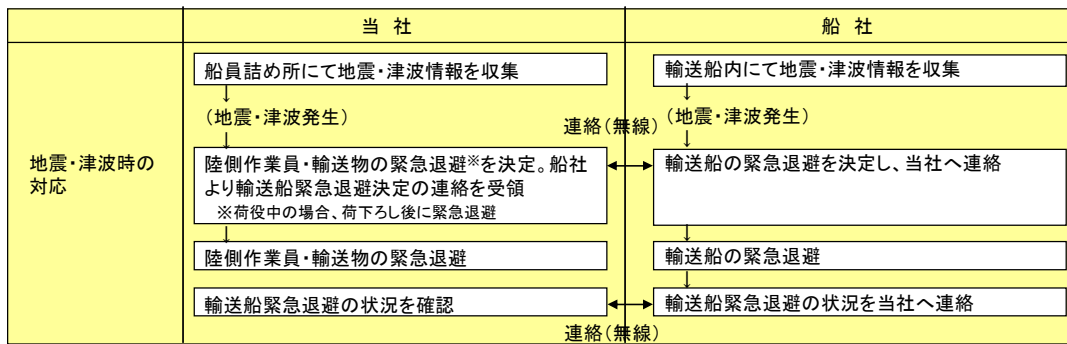 当 社
船 社
地震・津波時の
対応
船員詰め所にて地震・津波情報を収集
↓
(地震・津波発生)
↓
陸側作業員・輸送物の緊急退避※を決定。船社
より輸送船緊急退避決定の連絡を受領
※荷役中の場合、荷下ろし後に緊急退避
↓
陸側作業員・輸送物の緊急退避
輸送船緊急退避の状況を確認
連絡(無線)
輸送船内にて地震・津波情報を収集
↓
(地震・津波発生)
↓
輸送船の緊急退避を決定し、当社へ連絡
↓
輸送船の緊急退避
↓
輸送船緊急退避の状況を当社へ連絡
連絡(無線)